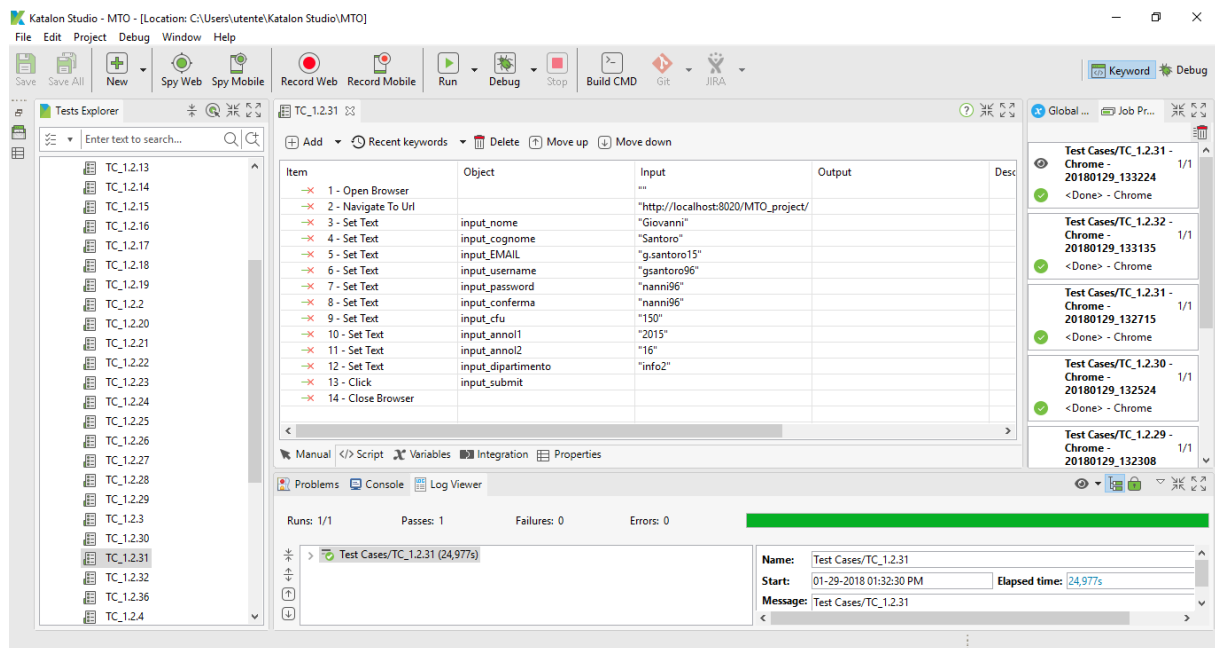 Katalon Studio - MTO - [Location: C:\Users\utente\Katalon Studio\MTO]
File Edit Project Debug Window Help
Save Save All New Spy Web Spy Mobile Record Web Record Mobile Run Debug Stop Build CMD Git JIRA Keyword Debug
Tests Explorer
Enter text to search...
TC_1.2.13
TC_1.2.14
TC_1.2.15
TC_1.2.16
TC_1.2.17
TC_1.2.18
TC_1.2.19
TC_1.2.2
TC_1.2.20
TC_1.2.21
TC_1.2.22
TC_1.2.23
TC_1.2.24
TC_1.2.25
TC_1.2.26
TC_1.2.27
TC_1.2.28
TC_1.2.29
TC_1.2.3
TC_1.2.30
TC_1.2.31
TC_1.2.32
TC_1.2.36
TC_1.2.4
TC_1.2.31
Add Recent keywords Delete Move up Move down
Item Object Input Output Desc
1 - Open Browser ""
2 - Navigate To Url "http://localhost:8020/MTO_project/
3 - Set Text input_nome "Giovanni"
4 - Set Text input_cognome "Santoro"
5 - Set Text input_EMAIL "g.santoro15"
6 - Set Text input_username "gsantoro96"
7 - Set Text input_password "nanni96"
8 - Set Text input_conferma "nanni96"
9 - Set Text input_cfu "150"
10 - Set Text input_annol1 "2015"
11 - Set Text input_annol2 "16"
12 - Set Text input_dipartimento "info2"
13 - Click input_submit
14 - Close Browser
Manual Script Variables Integration Properties
Problems Console Log Viewer
Runs: 1/1 Passes: 1 Failures: 0 Errors: 0
Test Cases/TC_1.2.31 (24,977s)
Name: Test Cases/TC_1.2.31
Start: 01-29-2018 01:32:30 PM Elapsed time: 24,977s
Message: Test Cases/TC_1.2.31
Global ... Job Pr...
Test Cases/TC_1.2.31 -
Chrome - 1/1
20180129_133224
<Done> - Chrome
Test Cases/TC_1.2.32 -
Chrome - 1/1
20180129_133135
<Done> - Chrome
Test Cases/TC_1.2.31 -
Chrome - 1/1
20180129_132715
<Done> - Chrome
Test Cases/TC_1.2.30 -
Chrome - 1/1
20180129_132524
<Done> - Chrome
Test Cases/TC_1.2.29 -
Chrome - 1/1
20180129_132308